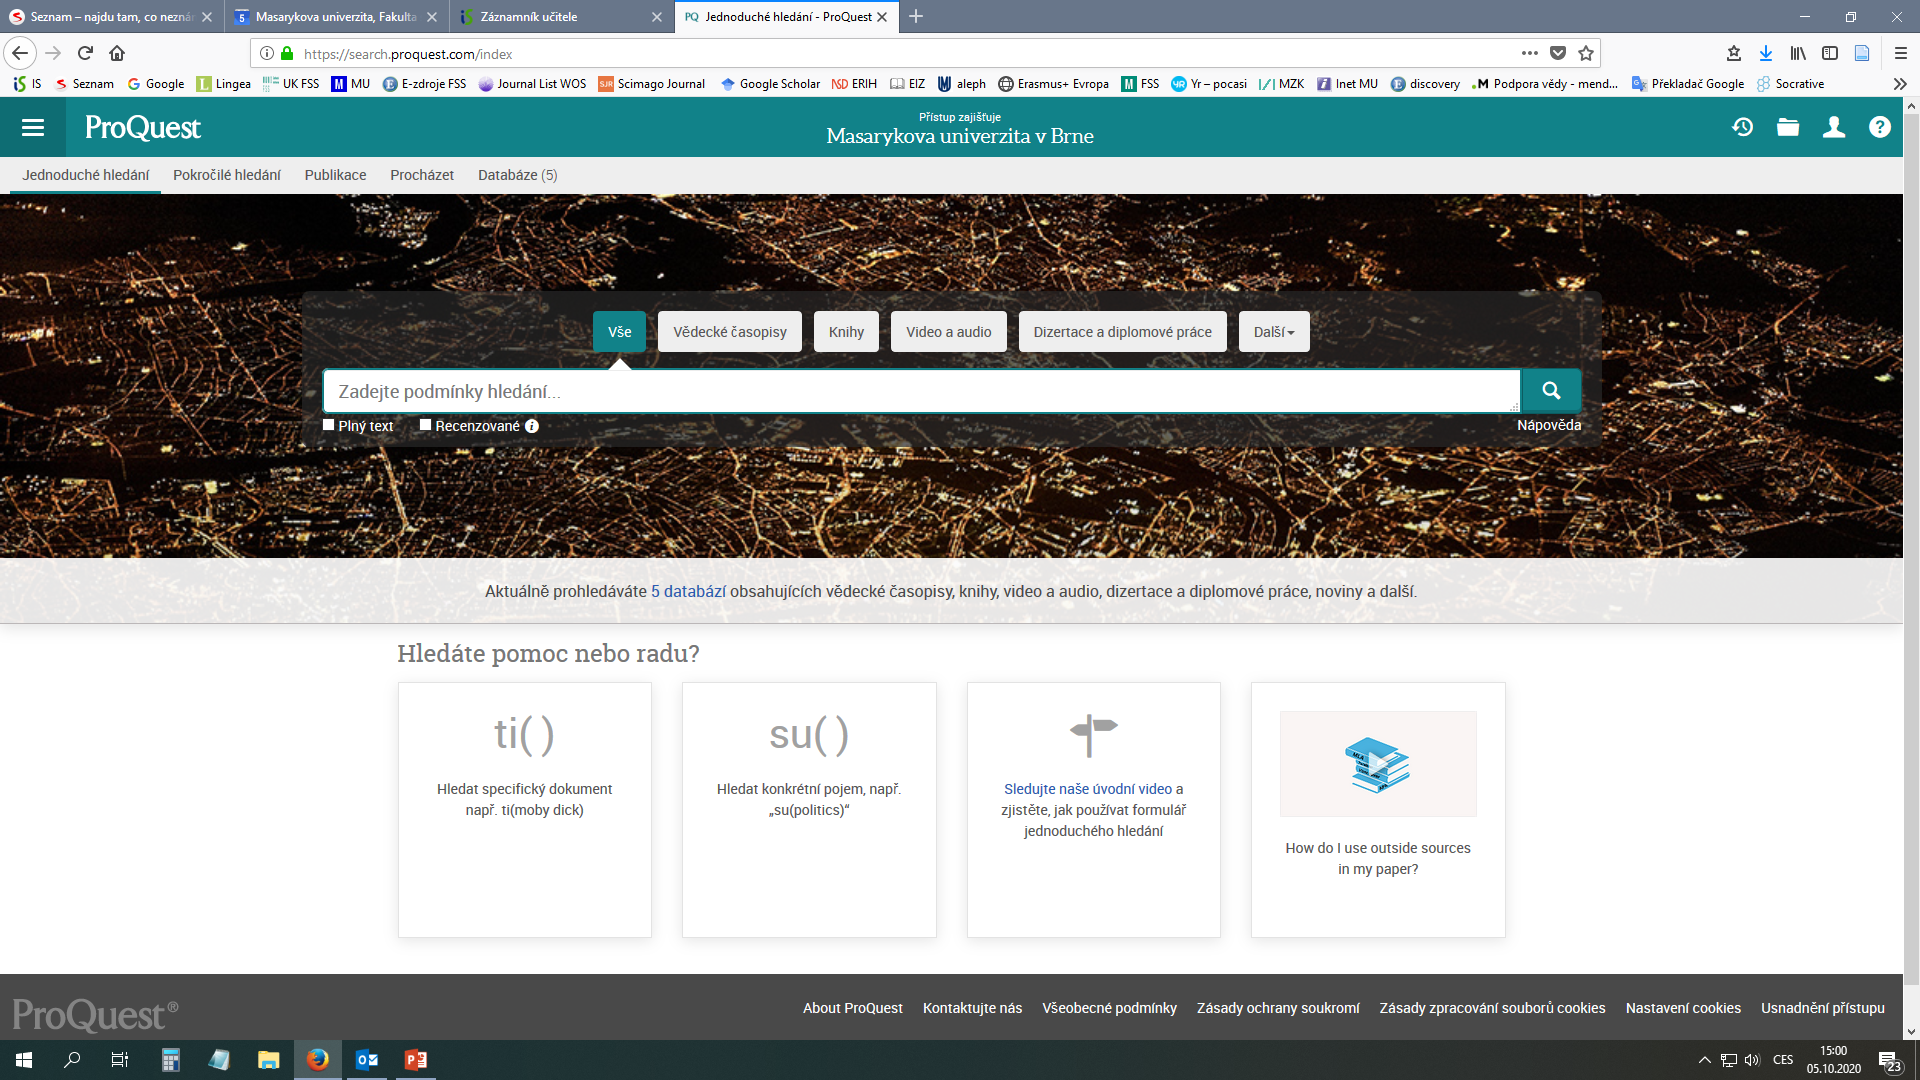 Seznam – najdu tam, co nezná
Masarykova univerzita, Fakulta
Záznamník učitele
PQ Jednoduché hledání - ProQuest
https://search.proquest.com/index
IS Seznam Google Lingea UK FSS MU E-zdroje FSS Journal List WOS SJR Scimago Journal Google Scholar ERIH EIZ aleph Erasmus+ Evropa FSS Yr – pocasi MZK Inet MU discovery Podpora vědy - mend... Překladač Google Socrative
ProQuest
Přístup zajišťuje
Masarykova univerzita v Brne
Jednoduché hledání Pokročilé hledání Publikace Procházet Databáze (5)
Vše Vědecké časopisy Knihy Video a audio Dizertace a diplomové práce Další
Zadejte podmínky hledání...
Plný text Recenzované Nápověda
Aktuálně prohledáváte 5 databází obsahujících vědecké časopisy, knihy, video a audio, dizertace a diplomové práce, noviny a další.
Hledáte pomoc nebo radu?
ti( )
Hledat specifický dokument
např. ti(moby dick)
su( )
Hledat konkrétní pojem, např.
„su(politics)“
Sledujte naše úvodní video a
zjistěte, jak používat formulář
jednoduchého hledání
How do I use outside sources
in my paper?
ProQuest®
About ProQuest Kontaktujte nás Všeobecné podmínky Zásady ochrany soukromí Zásady zpracování souborů cookies Nastavení cookies Usnadnění přístupu
CES
15:00
05.10.2020
23